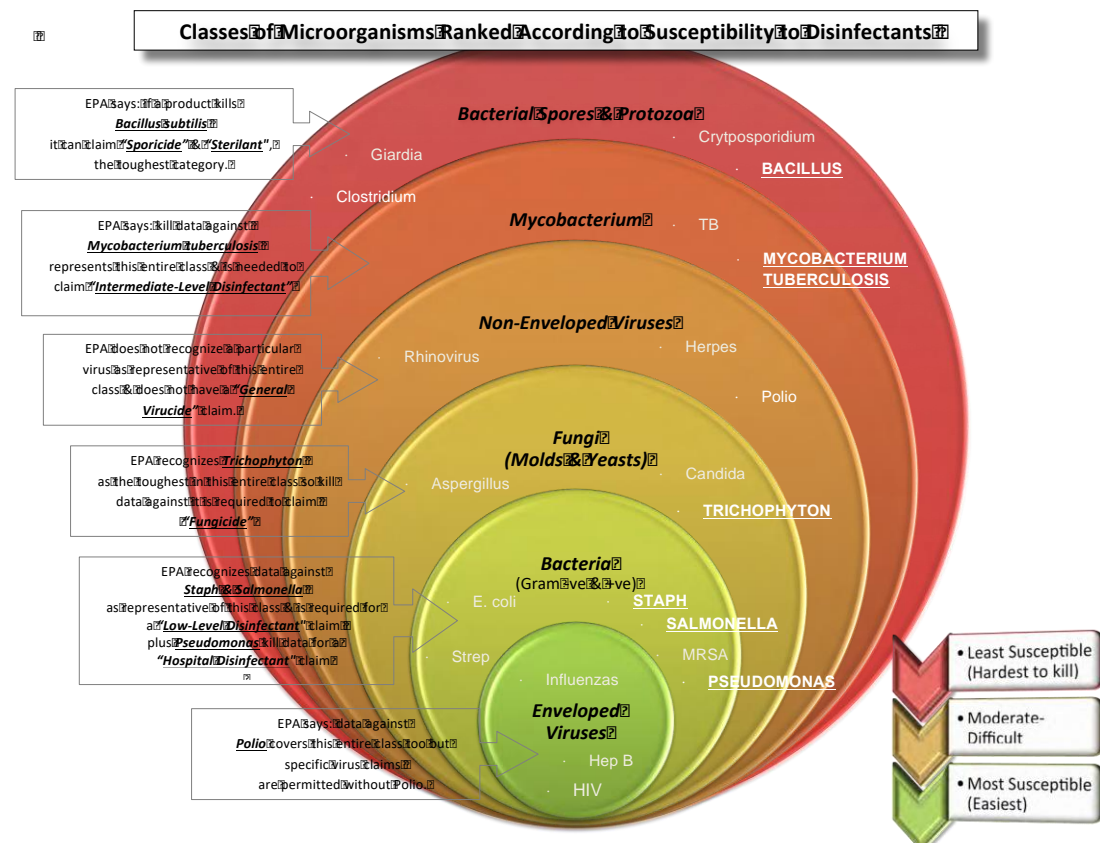 Classes of Microorganisms Ranked According to Susceptibility to Disinfectants
EPA says: if a product kills
Bacillus subtilis
it can claim "Sporicide" & "Sterilant",
the toughest category.
EPA says: kill data against
Mycobacterium tuberculosis
represents this entire class & is needed to
claim "Intermediate-Level Disinfectant"
EPA does not recognize a particular
virus as representative of this entire
class & does not have a "General
Virucide" claim.
EPA recognizes Trichophyton
as the toughest in this entire class so kill
data against it is required to claim
"Fungicide"
EPA recognizes data against
Staph & Salmonella
as representative of this class & is required for
a "Low-Level Disinfectant" claim
plus Pseudomonas kill data for a
"Hospital Disinfectant" claim
EPA says: data against
Polio covers this entire class too but
specific virus claims
are permitted without Polio.
Bacterial Spores & Protozoa
· Crytposporidium
· Giardia
· BACILLUS
· Clostridium
Mycobacterium
· TB
· MYCOBACTERIUM
TUBERCULOSIS
Non-Enveloped Viruses
· Rhinovirus
· Herpes
· Polio
Fungi
(Molds & Yeasts)
· Aspergillus
· Candida
· TRICHOPHYTON
Bacteria
(Gram -ve & +ve)
· E. coli
· STAPH
· SALMONELLA
· Strep
· MRSA
· PSEUDOMONAS
· Influenzas
Enveloped
Viruses
· Hep B
· HIV
• Least Susceptible
(Hardest to kill)
• Moderate-
Difficult
• Most Susceptible
(Easiest)